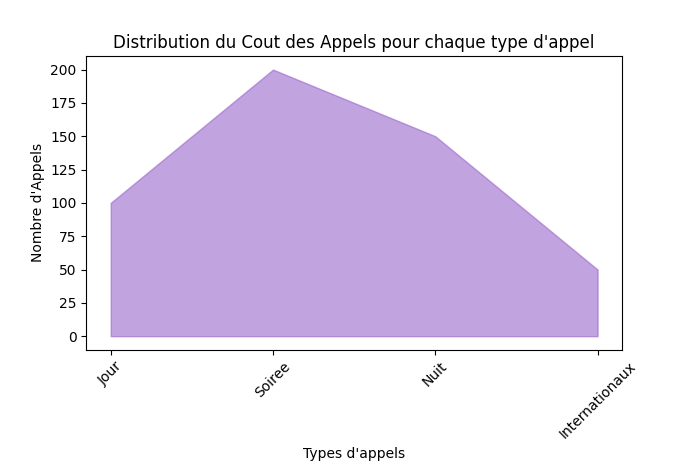 Distribution du Cout des Appels pour chaque type d'appel
Nombre d'Appels
200
175
150
125
100
75
50
25
0
Jour
Soiree
Nuit
Internationaux
Types d'appels